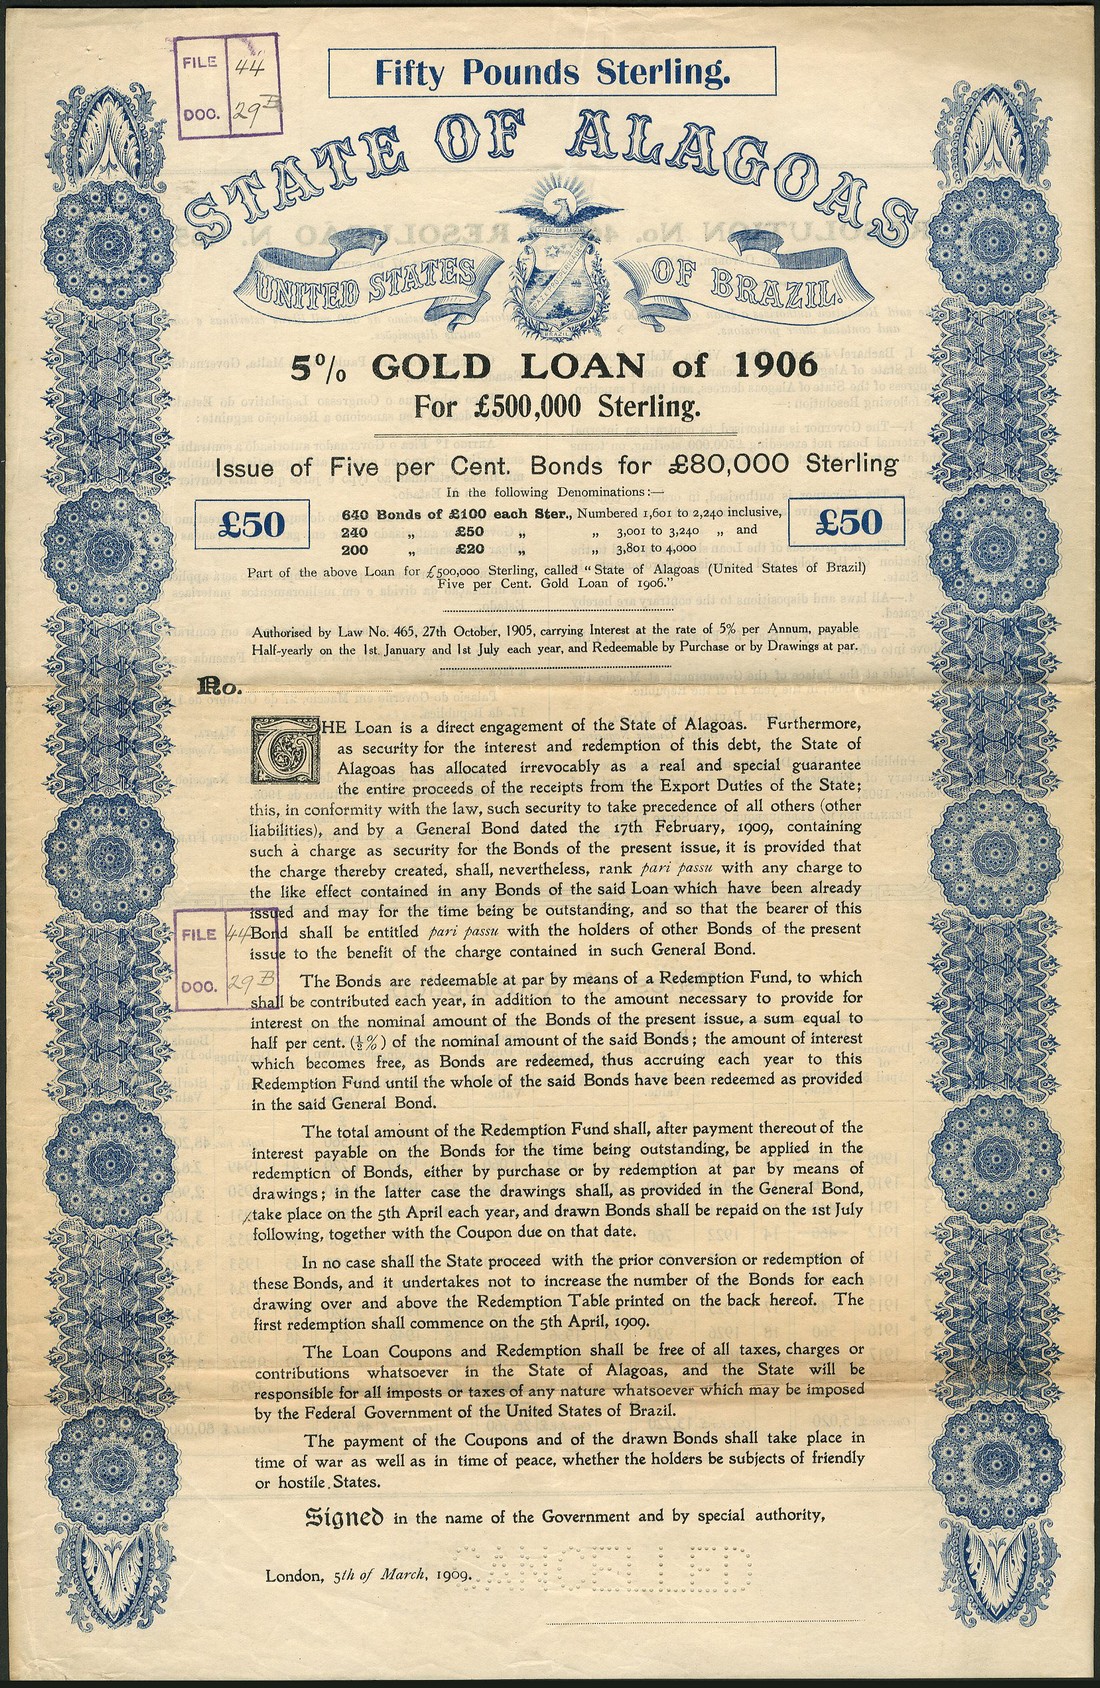 FILE 44
DOC. 29B
Fifty Pounds Sterling.
STATE OF ALAGOAS
UNITED STATES OF BRAZIL.
ESTADO DE ALAGOAS
BRAZIL
5% GOLD LOAN of 1906
For £500,000 Sterling.
Issue of Five per Cent. Bonds for £80,000 Sterling
In the following Denominations:—
£50
640 Bonds of £100 each Ster., Numbered 1,601 to 2,240 inclusive,
240 „ £50 „ „ 3,001 to 3,240 „ and
200 „ £20 „ „ 3,801 to 4,000
£50
Part of the above Loan for £500,000 Sterling, called "State of Alagoas (United States of Brazil)
Five per Cent. Gold Loan of 1906."
Authorised by Law No. 465, 27th October, 1905, carrying Interest at the rate of 5% per Annum, payable
Half-yearly on the 1st January and 1st July each year, and Redeemable by Purchase or by Drawings at par.
No.
THE Loan is a direct engagement of the State of Alagoas. Furthermore,
as security for the interest and redemption of this debt, the State of
Alagoas has allocated irrevocably as a real and special guarantee
the entire proceeds of the receipts from the Export Duties of the State;
this, in conformity with the law, such security to take precedence of all others (other
liabilities), and by a General Bond dated the 17th February, 1909, containing
such à charge as security for the Bonds of the present issue, it is provided that
the charge thereby created, shall, nevertheless, rank pari passu with any charge to
the like effect contained in any Bonds of the said Loan which have been already
issued and may for the time being be outstanding, and so that the bearer of this
Bond shall be entitled pari passu with the holders of other Bonds of the present
issue to the benefit of the charge contained in such General Bond.
FILE 44
DOC. 29B
The Bonds are redeemable at par by means of a Redemption Fund, to which
shall be contributed each year, in addition to the amount necessary to provide for
interest on the nominal amount of the Bonds of the present issue, a sum equal to
half per cent. (½%) of the nominal amount of the said Bonds; the amount of interest
which becomes free, as Bonds are redeemed, thus accruing each year to this
Redemption Fund until the whole of the said Bonds have been redeemed as provided
in the said General Bond.
The total amount of the Redemption Fund shall, after payment thereout of the
interest payable on the Bonds for the time being outstanding, be applied in the
redemption of Bonds, either by purchase or by redemption at par by means of
drawings; in the latter case the drawings shall, as provided in the General Bond,
take place on the 5th April each year, and drawn Bonds shall be repaid on the 1st July
following, together with the Coupon due on that date.
In no case shall the State proceed with the prior conversion or redemption of
these Bonds, and it undertakes not to increase the number of the Bonds for each
drawing over and above the Redemption Table printed on the back hereof. The
first redemption shall commence on the 5th April, 1909.
The Loan Coupons and Redemption shall be free of all taxes, charges or
contributions whatsoever in the State of Alagoas, and the State will be
responsible for all imposts or taxes of any nature whatsoever which may be imposed
by the Federal Government of the United States of Brazil.
The payment of the Coupons and of the drawn Bonds shall take place in
time of war as well as in time of peace, whether the holders be subjects of friendly
or hostile States.
Signed in the name of the Government and by special authority,
London, 5th of March, 1909.
CANCELLED